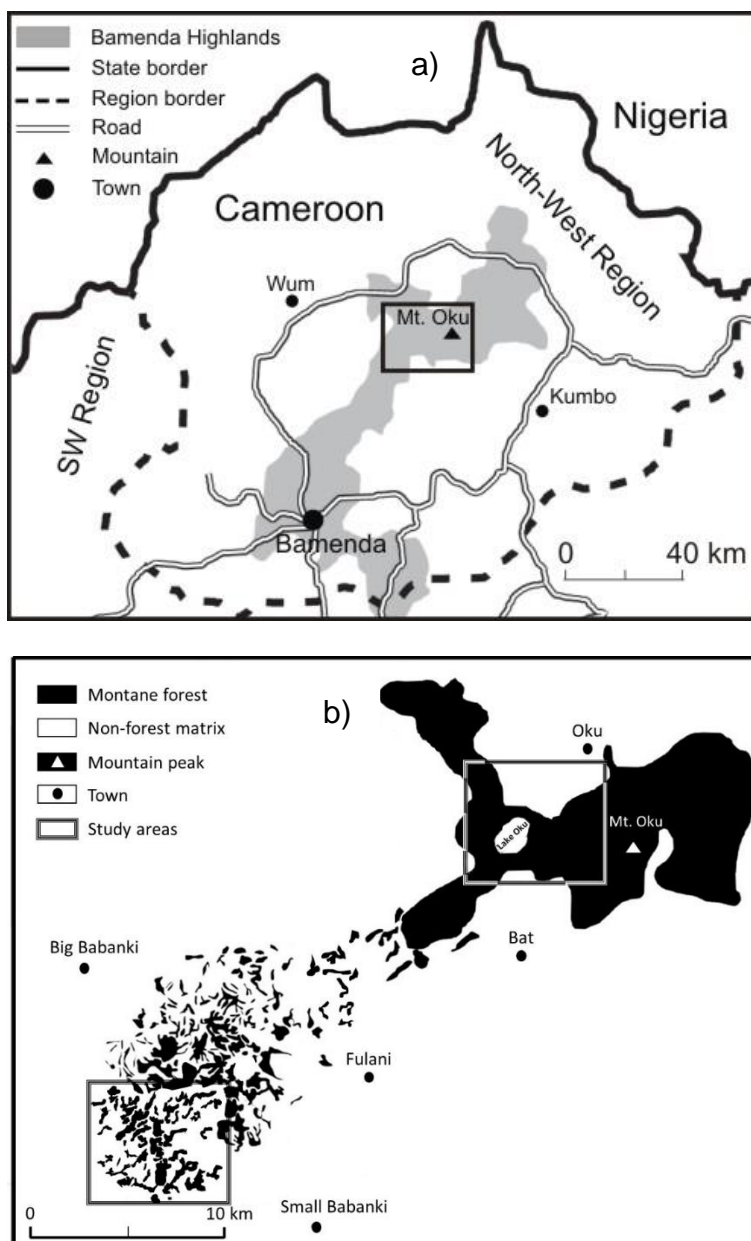 Bamenda Highlands
State border
Region border
Road
Mountain
Town
a)
Nigeria
Cameroon
North-West Region
Wum
Mt. Oku
SW Region
Kumbo
Bamenda
0 40 km
b)
Montane forest
Non-forest matrix
Mountain peak
Town
Study areas
Oku
Lake Oku
Mt. Oku
Big Babanki
Bat
Fulani
Small Babanki
0 10 km